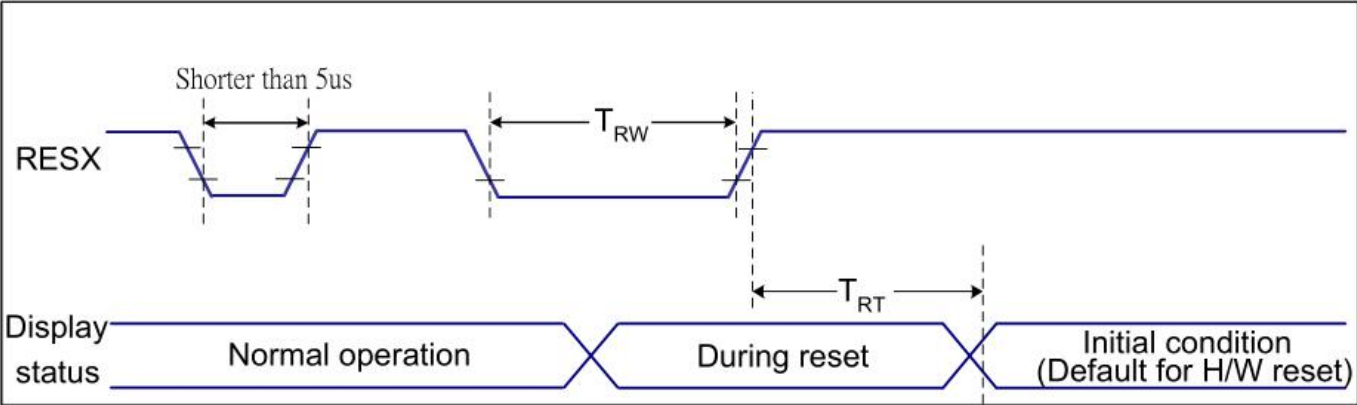 Shorter than 5us
RESX
TRW
TRT
Display
status
Normal operation
During reset
Initial condition
(Default for H/W reset)